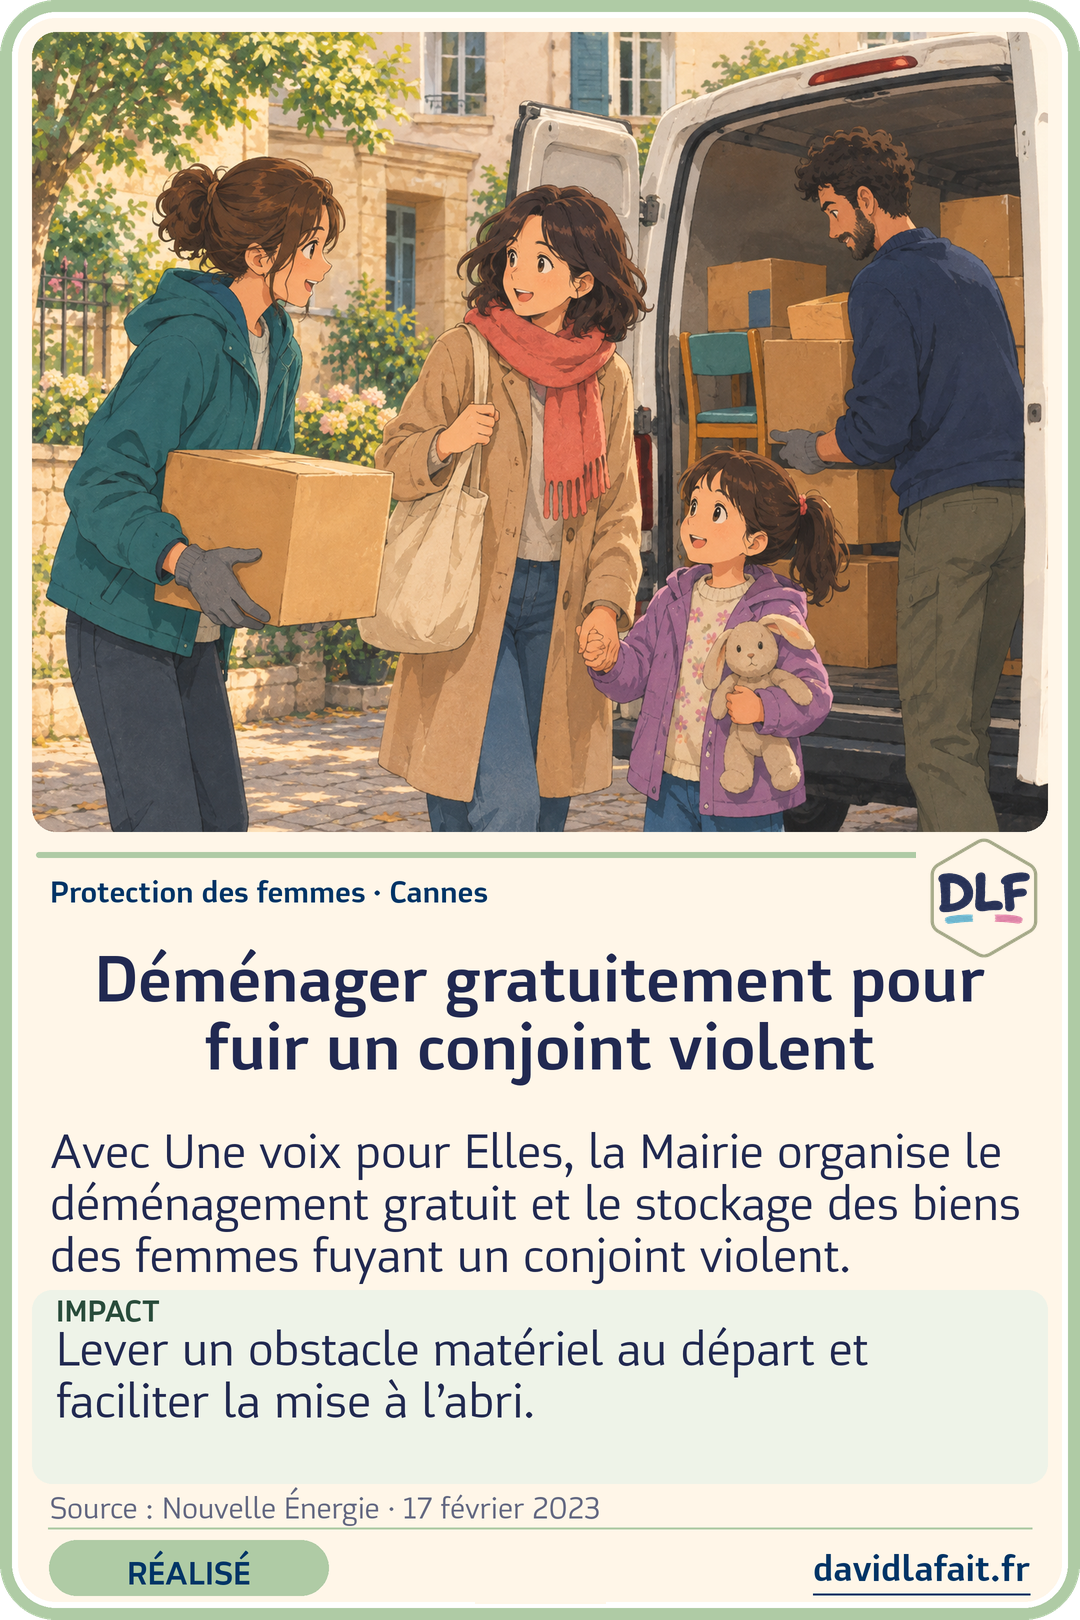 Protection des femmes · Cannes
DLF
Déménager gratuitement pour
fuir un conjoint violent
Avec Une voix pour Elles, la Mairie organise le
déménagement gratuit et le stockage des biens
des femmes fuyant un conjoint violent.
IMPACT
Lever un obstacle matériel au départ et
faciliter la mise à l’abri.
Source : Nouvelle Énergie · 17 février 2023
RÉALISÉ
davidlafait.fr